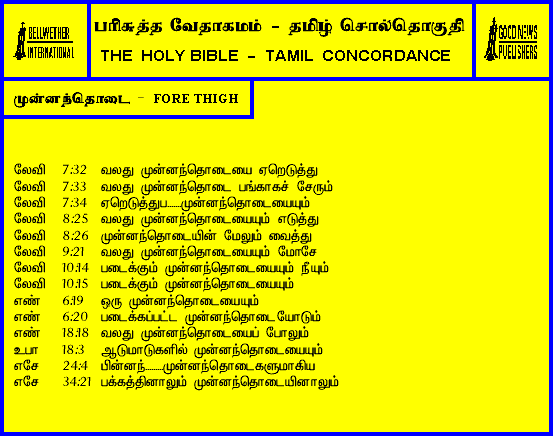 BELLWETHER
INTERNATIONAL
பரிசுத்த வேதாகமம் - தமிழ் சொல்தொகுதி
THE HOLY BIBLE - TAMIL CONCORDANCE
GOOD NEWS
PUBLISHERS
முன்னந்தொடை - FORE THIGH
லேவி 7:32 வலது முன்னந்தொடையை ஏறெடுத்து
லேவி 7:33 வலது முன்னந்தொடை பங்காகச் சேரும்
லேவி 7:34 ஏறெடுத்துப......முன்னந்தொடையையும்
லேவி 8:25 வலது முன்னந்தொடையையும் எடுத்து
லேவி 8:26 முன்னந்தொடையின் மேலும் வைத்து
லேவி 9:21 வலது முன்னந்தொடையையும் மோசே
லேவி 10:14 படைக்கும் முன்னந்தொடையையும் நீயும்
லேவி 10:15 படைக்கும் முன்னந்தொடையையும்
எண் 6:19 ஒரு முன்னந்தொடையையும்
எண் 6:20 படைக்கப்பட்ட முன்னந்தொடையோடும்
எண் 18:18 வலது முன்னந்தொடையைப் போலும்
உபா 18:3 ஆடுமாடுகளில் முன்னந்தொடையையும்
எசே 24:4 பின்னந்.........முன்னந்தொடைகளுமாகிய
எசே 34:21 பக்கத்தினாலும் முன்னந்தொடையினாலும்